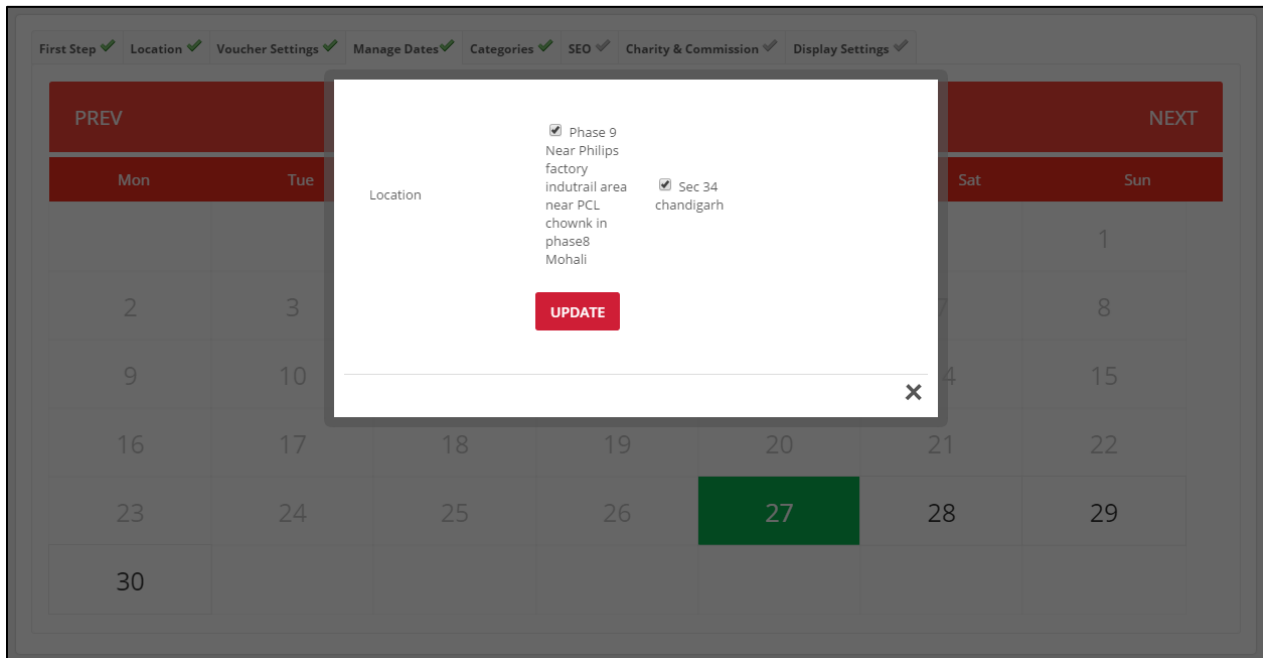 First Step Location Voucher Settings Manage Dates Categories SEO Charity & Commission Display Settings
PREV NEXT
Mon Tue Sat Sun
Location
Phase 9
Near Philips
factory
indutrail area
near PCL
chownk in
phase8
Mohali
Sec 34
chandigarh
UPDATE
1
2 3 7 8
9 10 14 15
16 17 18 19 20 21 22
23 24 25 26 27 28 29
30